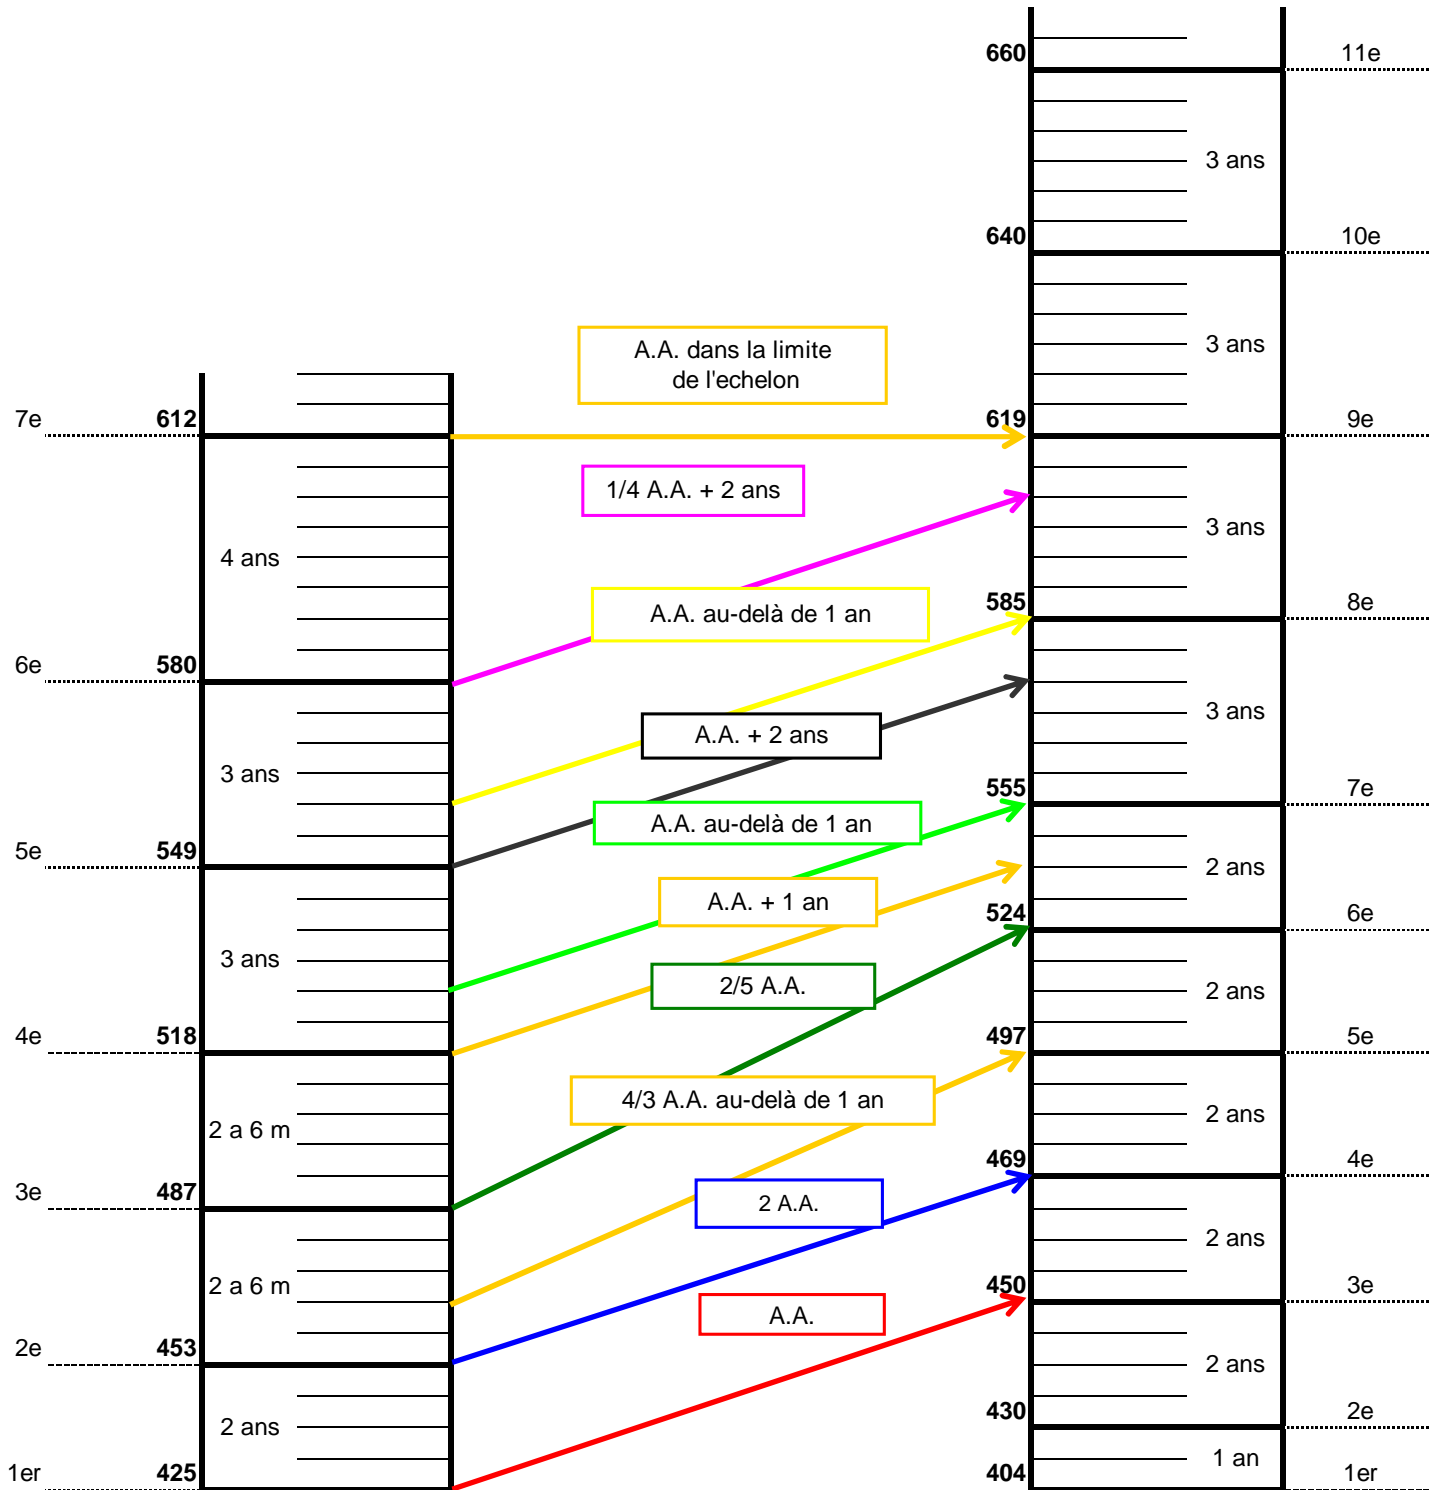 660 11e
3 ans
640 10e
3 ans
A.A. dans la limite
de l'echelon
7e 612 619 9e
1/4 A.A. + 2 ans
3 ans
4 ans
A.A. au-delà de 1 an
585 8e
6e 580
3 ans
A.A. + 2 ans
3 ans
555 7e
A.A. au-delà de 1 an
5e 549
2 ans
A.A. + 1 an
524 6e
3 ans
2/5 A.A.
2 ans
4e 518 497 5e
4/3 A.A. au-delà de 1 an
2 ans
2 a 6 m
469 4e
3e 487
2 A.A.
2 ans
2 a 6 m
450 3e
A.A.
2e 453
2 ans
430 2e
2 ans
1 an
1er 425 404 1er